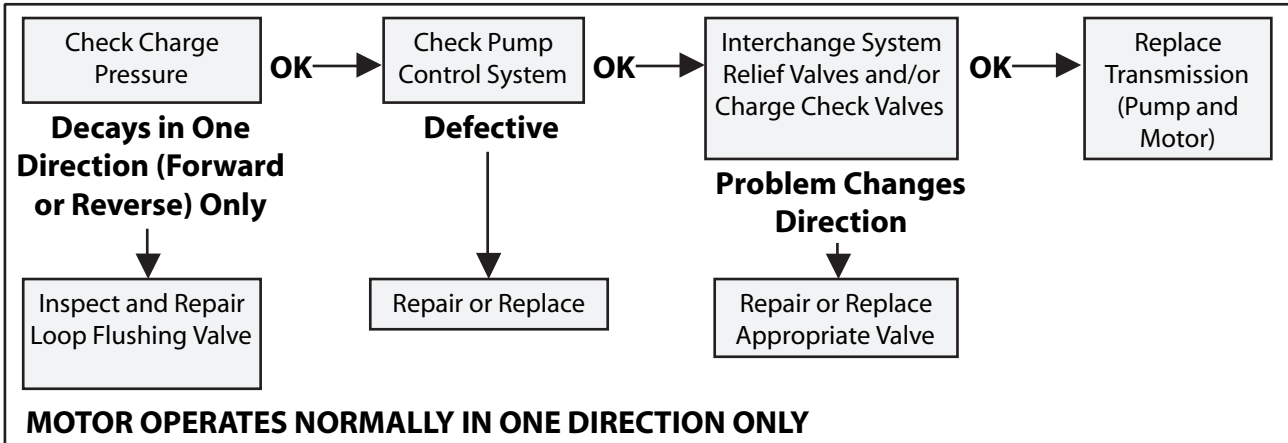 Check Charge
Pressure
OK
Check Pump
Control System
OK
Interchange System
Relief Valves and/or
Charge Check Valves
OK
Replace
Transmission
(Pump and
Motor)
Decays in One
Direction (Forward
or Reverse) Only
Defective
Problem Changes
Direction
Inspect and Repair
Loop Flushing Valve
Repair or Replace
Repair or Replace
Appropriate Valve
MOTOR OPERATES NORMALLY IN ONE DIRECTION ONLY